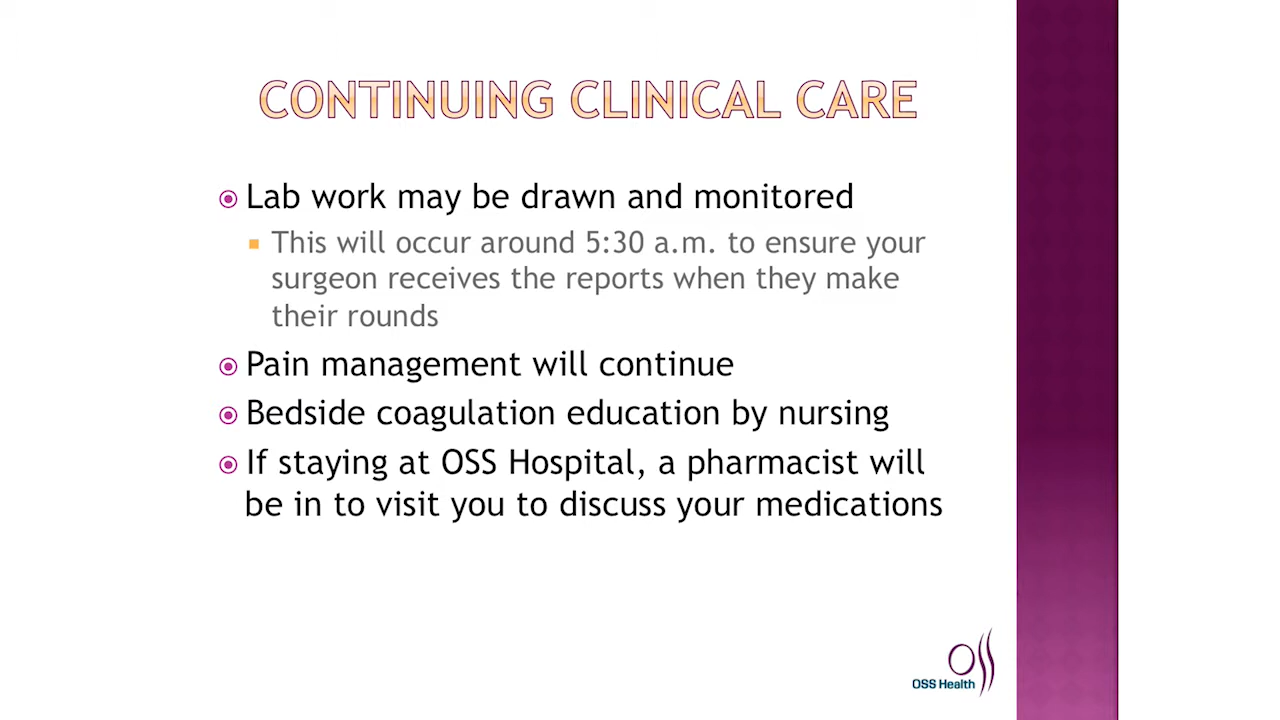 CONTINUING CLINICAL CARE
Lab work may be drawn and monitored
This will occur around 5:30 a.m. to ensure your
surgeon receives the reports when they make
their rounds
Pain management will continue
Bedside coagulation education by nursing
If staying at OSS Hospital, a pharmacist will
be in to visit you to discuss your medications
OSS Health